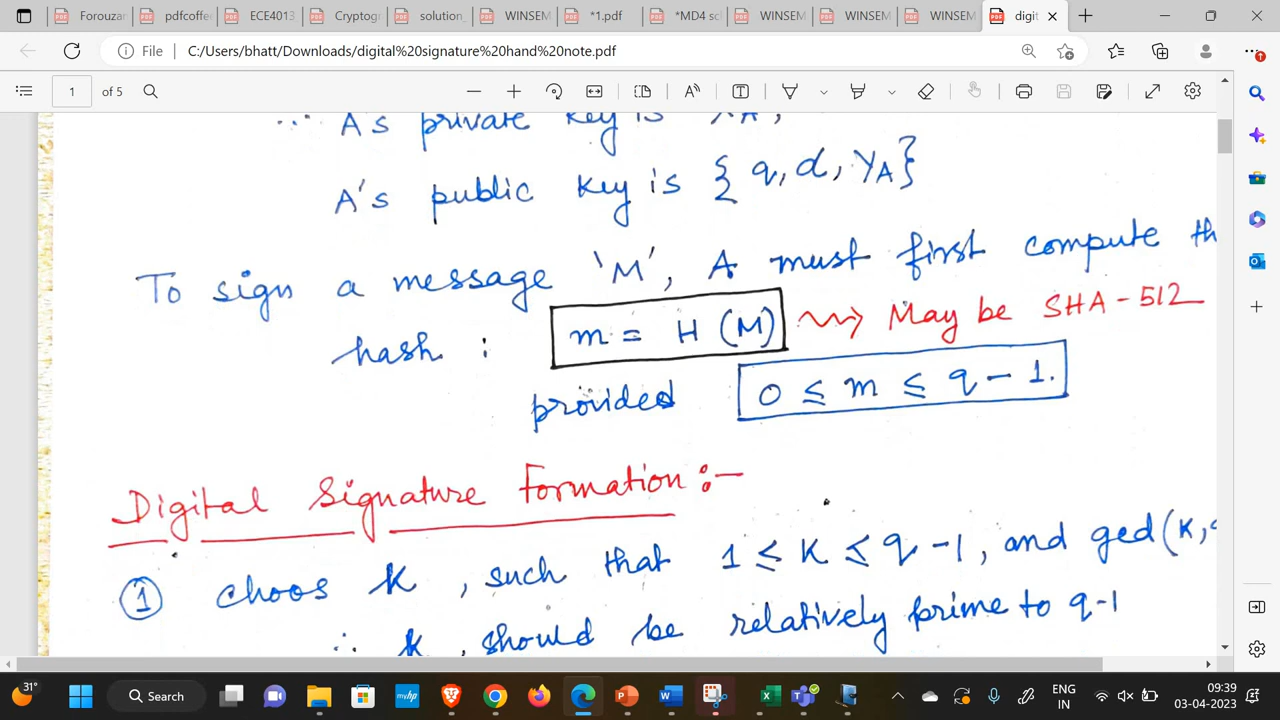 Forouzar
pdfcoffe
ECE4013
Cryptogr
solution_
WINSEM
*1.pdf
*MD4 sc
WINSEM
WINSEM
WINSEM
digit
File
C:/Users/bhatt/Downloads/digital%20signature%20hand%20note.pdf
1 of 5
∴ A's private key is XA,
A's public key is {q, α, YA}
To sign a message 'M', A must first compute th
hash : m = H (M) May be SHA-512
provided 0 ≤ m ≤ q-1.
Digital Signature Formation :-
① choos K, such that 1 ≤ K ≤ q-1, and gcd(K,
∴ K, should be relatively prime to q-1
31°
Search
ENG
IN
09:39
03-04-2023